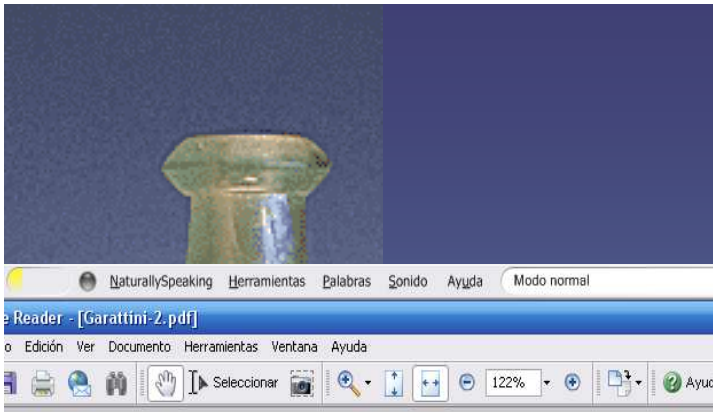 NaturallySpeaking Herramientas Palabras Sonido Ayuda Modo normal
e Reader - [Garattini-2.pdf]
o Edición Ver Documento Herramientas Ventana Ayuda
Seleccionar 122% Ayuc